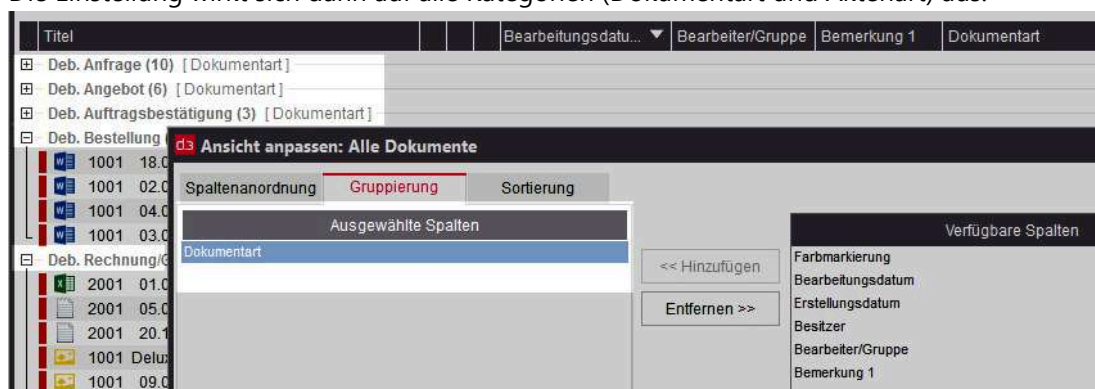 Die Einstellung wirkt sich dann auf alle Kategorien (Dokumentart und Aktenart) aus.
Titel Bearbeitungsdatu... Bearbeiter/Gruppe Bemerkung 1 Dokumentart
Deb. Anfrage (10) [Dokumentart]
Deb. Angebot (6) [Dokumentart]
Deb. Auftragsbestätigung (3) [Dokumentart]
Deb. Bestellung (
1001 18.0
1001 02.0
1001 04.0
1001 03.0
Deb. Rechnung/G
2001 01.0
2001 05.0
2001 20.1
1001 Delux
1001 09.0
d3 Ansicht anpassen: Alle Dokumente
Spaltenanordnung Gruppierung Sortierung
Ausgewählte Spalten
Dokumentart
<< Hinzufügen
Entfernen >>
Verfügbare Spalten
Farbmarkierung
Bearbeitungsdatum
Erstellungsdatum
Besitzer
Bearbeiter/Gruppe
Bemerkung 1